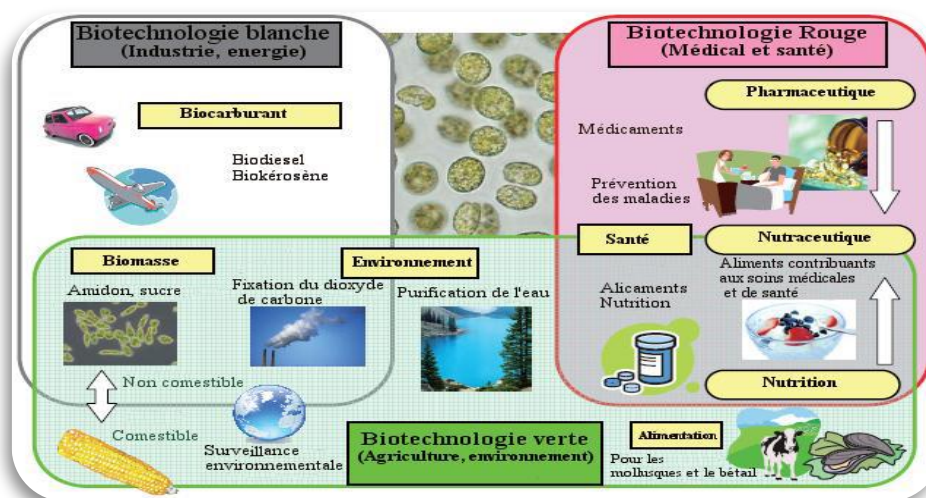 Biotechnologie blanche
(Industrie, energie)
Biocarburant
Biodiesel
Biokérosène
Biotechnologie Rouge
(Médical et santé)
Pharmaceutique
Médicaments
Prévention
des maladies
Santé
Nutraceutique
Alicaments
Nutrition
Aliments contribuants
aux soins médicales
et de santé
Nutrition
Biomasse
Amidon, sucre
Environnement
Fixation du dioxyde
de carbone
Purification de l'eau
Non comestible
Comestible
Surveillance
environnementale
Biotechnologie verte
(Agriculture, environnement)
Alimentation
Pour les
mollusques et le bétail